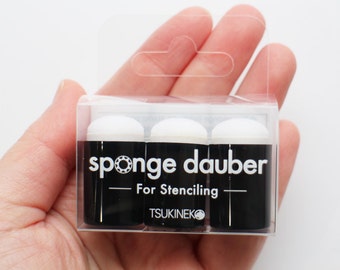 sponge dauber
For Stenciling
TSUKINEKO